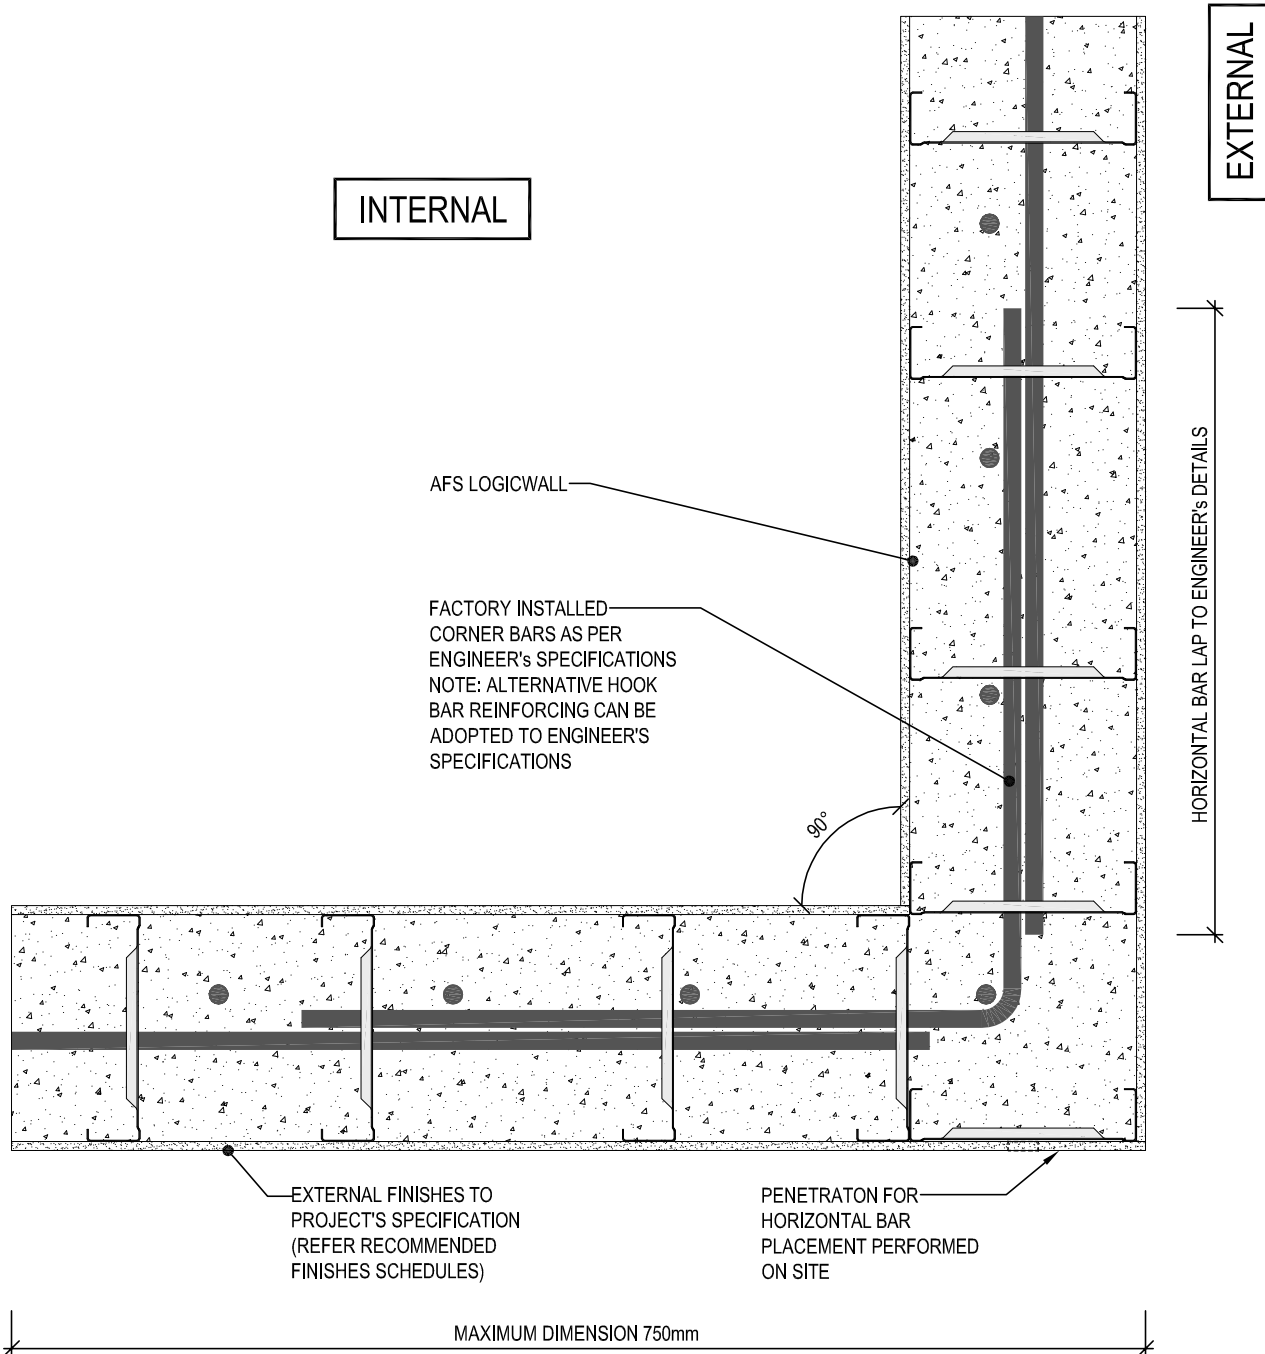 EXTERNAL
INTERNAL
AFS LOGICWALL
HORIZONTAL BAR LAP TO ENGINEER's DETAILS
FACTORY INSTALLED
CORNER BARS AS PER
ENGINEER's SPECIFICATIONS
NOTE: ALTERNATIVE HOOK
BAR REINFORCING CAN BE
ADOPTED TO ENGINEER'S
SPECIFICATIONS
90°
EXTERNAL FINISHES TO
PROJECT'S SPECIFICATION
(REFER RECOMMENDED
FINISHES SCHEDULES)
PENETRATON FOR
HORIZONTAL BAR
PLACEMENT PERFORMED
ON SITE
MAXIMUM DIMENSION 750mm